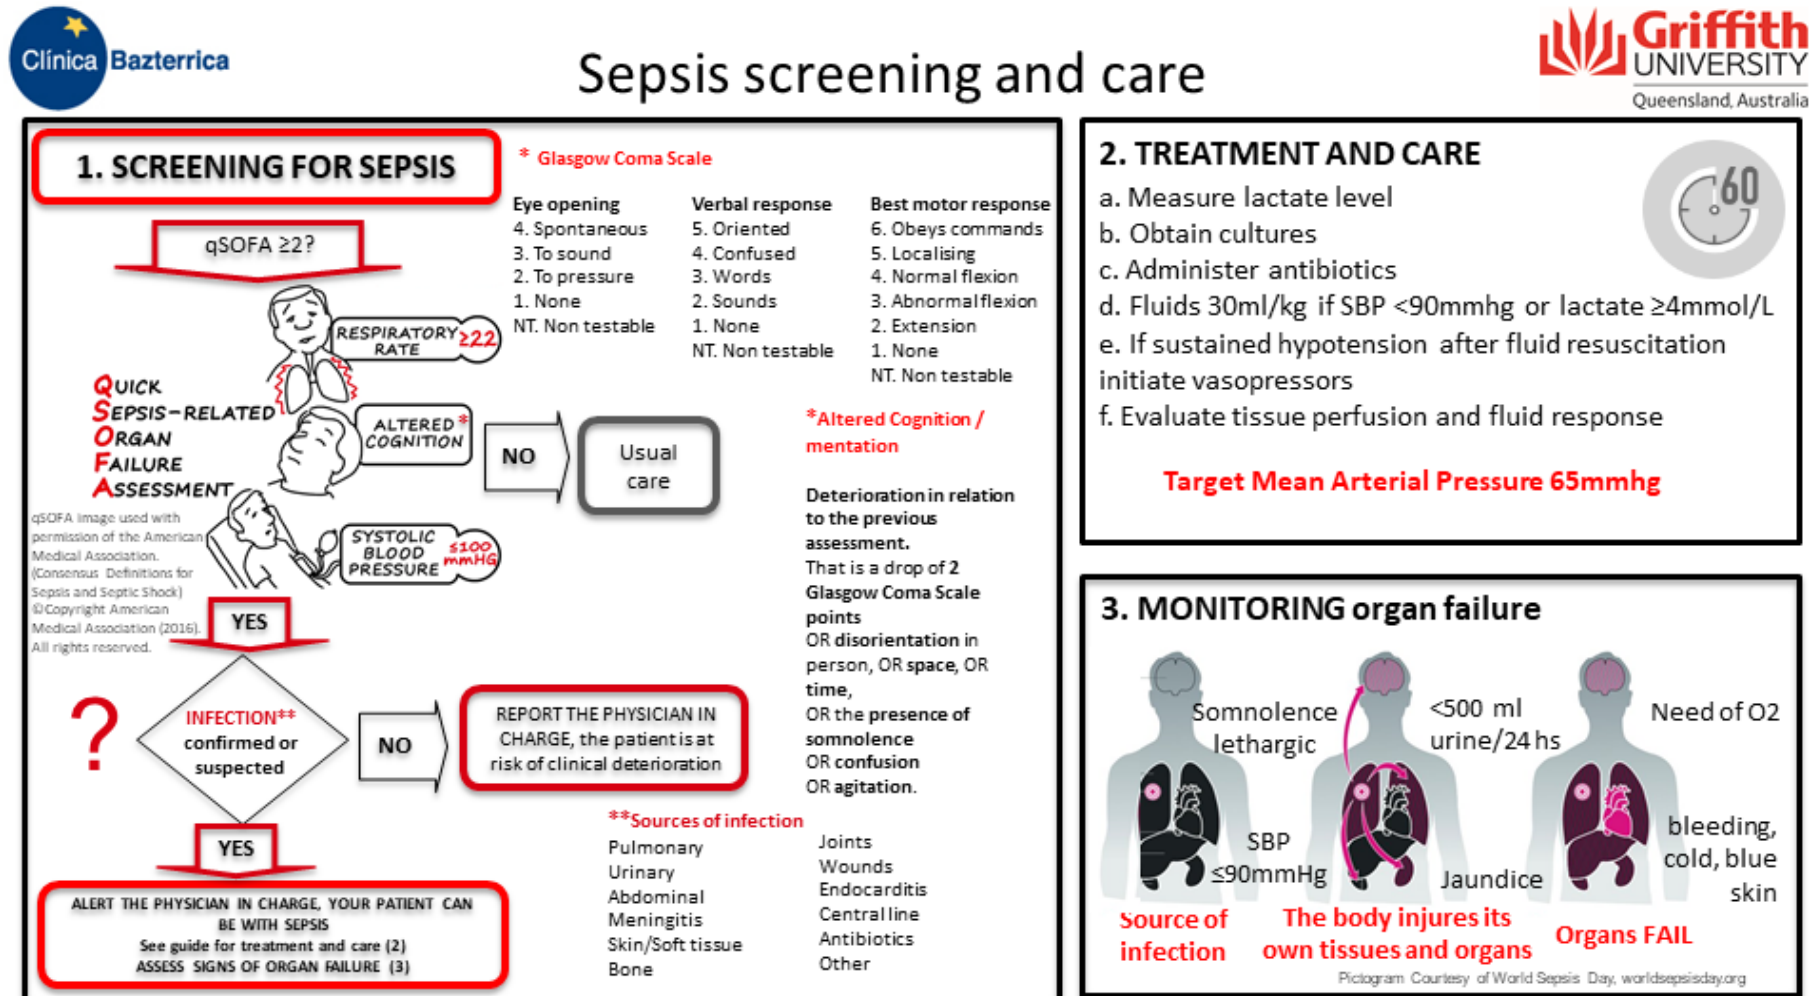 Clínica Bazterrica
Sepsis screening and care
Griffith
UNIVERSITY
Queensland, Australia
1. SCREENING FOR SEPSIS
qSOFA ≥2?
RESPIRATORY
RATE
≥22
QUICK
SEPSIS-RELATED
ORGAN
FAILURE
ASSESSMENT
ALTERED *
COGNITION
SYSTOLIC
BLOOD
PRESSURE
≤100
mmHG
qSOFA image used with
permission of the American
Medical Association.
(Consensus Definitions for
Sepsis and Septic Shock)
©Copyright American
Medical Association (2016).
All rights reserved.
NO
Usual
care
YES
?
INFECTION**
confirmed or
suspected
NO
REPORT THE PHYSICIAN IN
CHARGE, the patient is at
risk of clinical deterioration
YES
ALERT THE PHYSICIAN IN CHARGE, YOUR PATIENT CAN
BE WITH SEPSIS
See guide for treatment and care (2)
ASSESS SIGNS OF ORGAN FAILURE (3)
* Glasgow Coma Scale
Eye opening
4. Spontaneous
3. To sound
2. To pressure
1. None
NT. Non testable
Verbal response
5. Oriented
4. Confused
3. Words
2. Sounds
1. None
NT. Non testable
Best motor response
6. Obeys commands
5. Localising
4. Normal flexion
3. Abnormal flexion
2. Extension
1. None
NT. Non testable
*Altered Cognition /
mentation
Deterioration in relation
to the previous
assessment.
That is a drop of 2
Glasgow Coma Scale
points
OR disorientation in
person, OR space, OR
time,
OR the presence of
somnolence
OR confusion
OR agitation.
**Sources of infection
Pulmonary
Urinary
Abdominal
Meningitis
Skin/Soft tissue
Bone
Joints
Wounds
Endocarditis
Central line
Antibiotics
Other
2. TREATMENT AND CARE
60
a. Measure lactate level
b. Obtain cultures
c. Administer antibiotics
d. Fluids 30ml/kg if SBP <90mmhg or lactate ≥4mmol/L
e. If sustained hypotension after fluid resuscitation
initiate vasopressors
f. Evaluate tissue perfusion and fluid response
Target Mean Arterial Pressure 65mmhg
3. MONITORING organ failure
Somnolence
lethargic
<500 ml
urine/24 hs
Need of O2
SBP
≤90mmHg
Jaundice
bleeding,
cold, blue
skin
Source of
infection
The body injures its
own tissues and organs
Organs FAIL
Pictogram Courtesy of World Sepsis Day, worldsepsisday.org